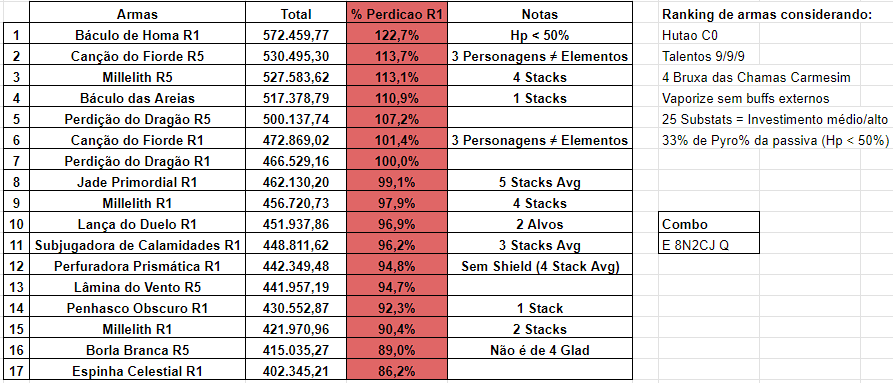 Armas Total % Perdicao R1 Notas Ranking de armas considerando:
1 Báculo de Homa R1 572.459,77 122,7% Hp < 50% Hutao C0
2 Canção do Fiorde R5 530.495,30 113,7% 3 Personagens ≠ Elementos Talentos 9/9/9
3 Millelith R5 527.583,62 113,1% 4 Stacks 4 Bruxa das Chamas Carmesim
4 Báculo das Areias 517.378,79 110,9% 1 Stacks Vaporize sem buffs externos
5 Perdição do Dragão R5 500.137,74 107,2% 25 Substats = Investimento médio/alto
6 Canção do Fiorde R1 472.869,02 101,4% 3 Personagens ≠ Elementos 33% de Pyro% da passiva (Hp < 50%)
7 Perdição do Dragão R1 466.529,16 100,0%
8 Jade Primordial R1 462.130,20 99,1% 5 Stacks Avg
9 Millelith R1 456.720,73 97,9% 4 Stacks
10 Lança do Duelo R1 451.937,86 96,9% 2 Alvos Combo
11 Subjugadora de Calamidades R1 448.811,62 96,2% 3 Stacks Avg E 8N2CJ Q
12 Perfuradora Prismática R1 442.349,48 94,8% Sem Shield (4 Stack Avg)
13 Lâmina do Vento R5 441.957,19 94,7%
14 Penhasco Obscuro R1 430.552,87 92,3% 1 Stack
15 Millelith R1 421.970,96 90,4% 2 Stacks
16 Borla Branca R5 415.035,27 89,0% Não é de 4 Glad
17 Espinha Celestial R1 402.345,21 86,2%